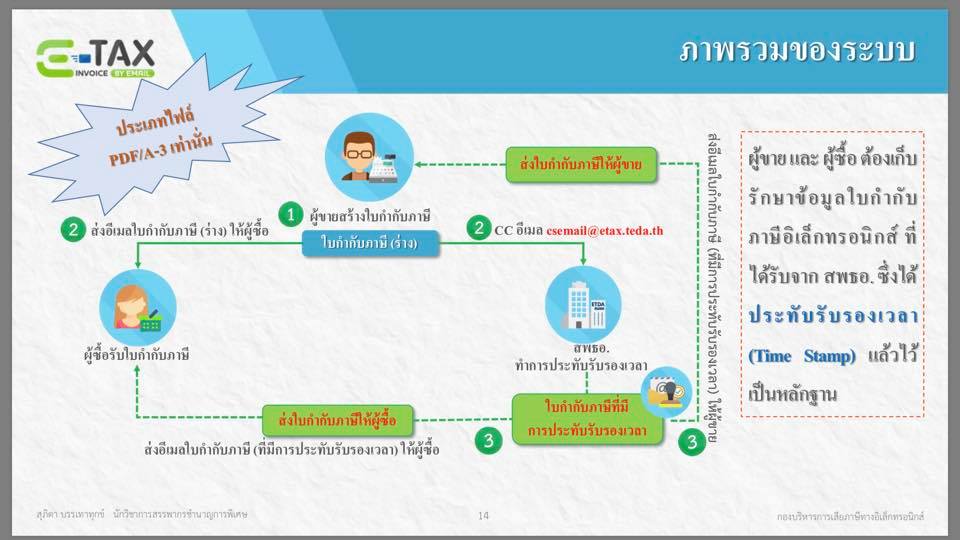 e-TAX
INVOICE BY EMAIL
ภาพรวมของระบบ
ประเภทไฟล์
PDF/A-3 เท่านั่น
ส่งใบกำกับภาษีให้ผู้ขาย
1 ผู้ขายสร้างใบกำกับภาษี
ใบกำกับภาษี (ร่าง)
2 ส่งอีเมลใบกำกับภาษี (ร่าง) ให้ผู้ซื้อ
2 CC อีเมล csemail@etax.teda.th
ผู้ซื้อรับใบกำกับภาษี
ETDA
สพธอ.
ทำการประทับรับรองเวลา
ใบกำกับภาษีที่มี
การประทับรับรองเวลา
3
3
ส่งใบกำกับภาษีให้ผู้ซื้อ
ส่งอีเมลใบกำกับภาษี (ที่มีการประทับรับรองเวลา) ให้ผู้ซื้อ
ส่งอีเมลใบกำกับภาษี (ที่มีการประทับรับรองเวลา) ให้ผู้ขาย
ผู้ขาย และ ผู้ซื้อ ต้องเก็บ
รักษาข้อมูลใบกำกับ
ภาษีอิเล็กทรอนิกส์ ที่
ได้รับจาก สพธอ. ซึ่งได้
ประทับรับรองเวลา
(Time Stamp) แล้วไว้
เป็นหลักฐาน
สุภิตา บรรเทาทุกข์ นักวิชาการสรรพากรชำนาญการพิเศษ
14
กองบริหารการเสียภาษีทางอิเล็กทรอนิกส์